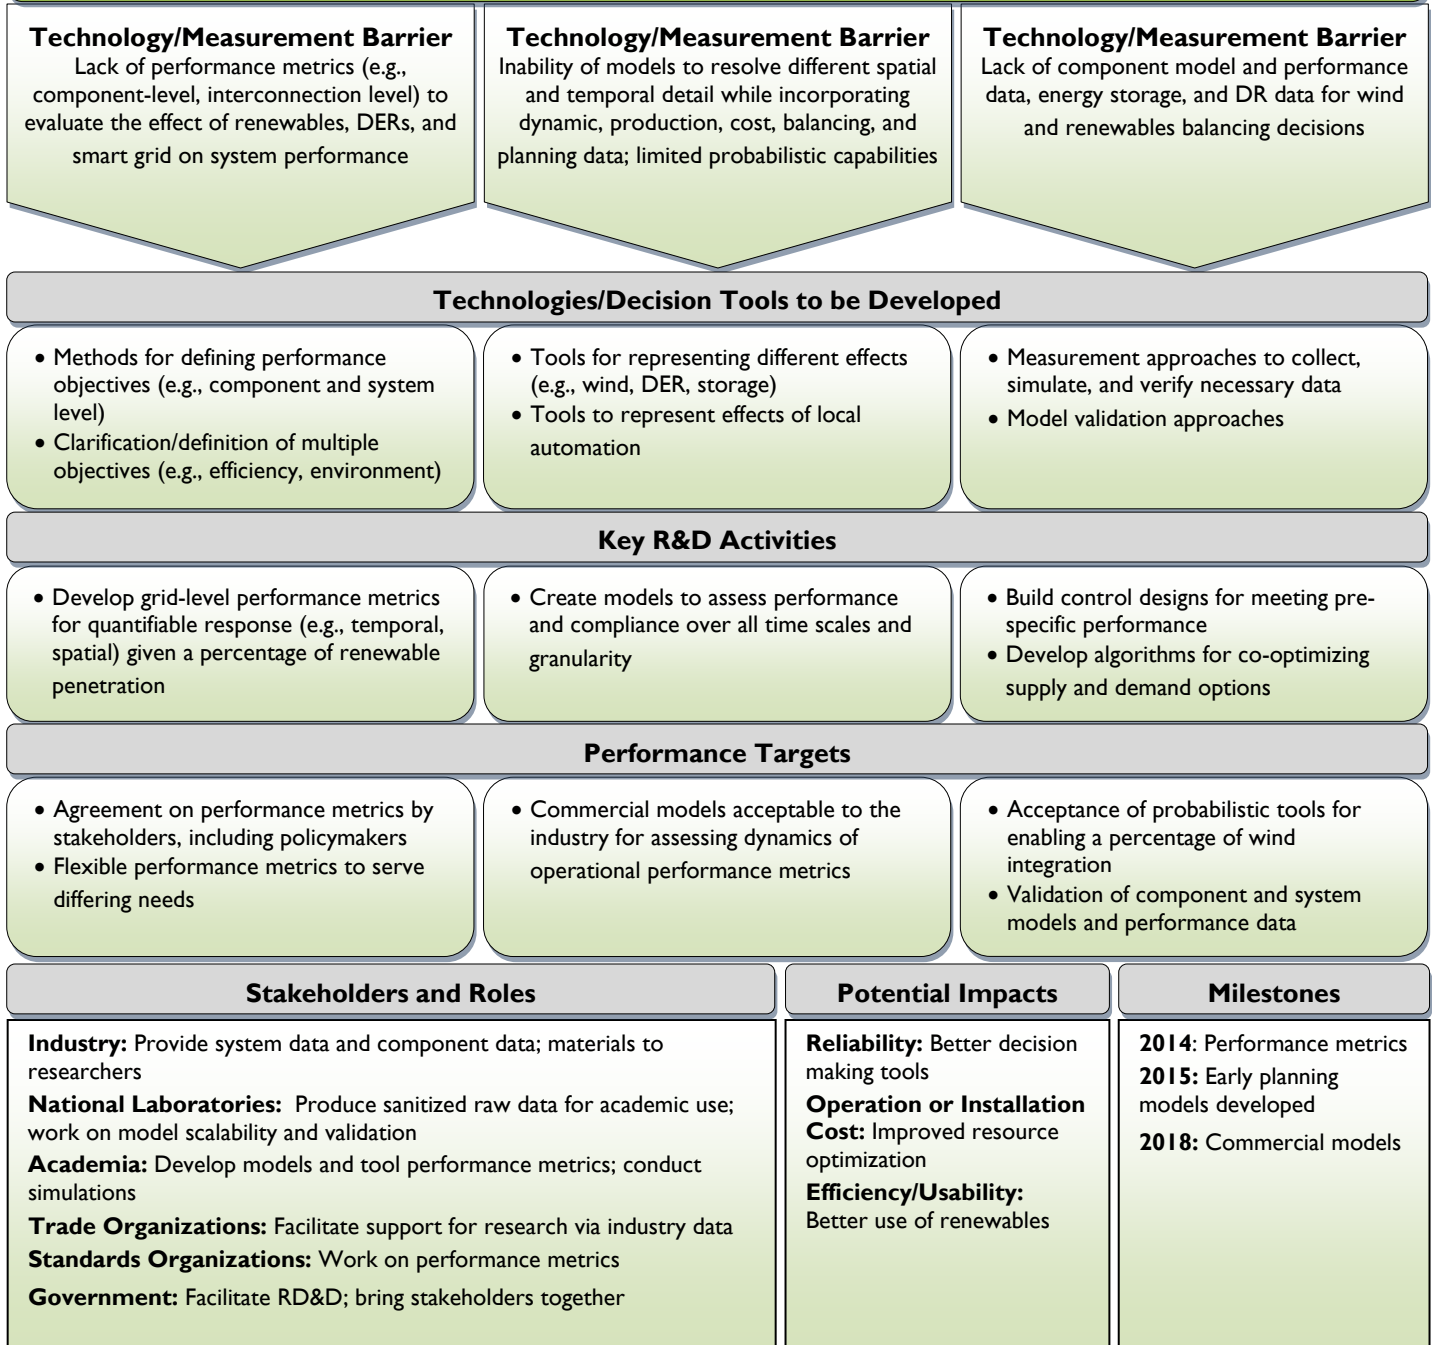 Technology/Measurement Barrier
Lack of performance metrics (e.g.,
component-level, interconnection level) to
evaluate the effect of renewables, DERs, and
smart grid on system performance
Technology/Measurement Barrier
Inability of models to resolve different spatial
and temporal detail while incorporating
dynamic, production, cost, balancing, and
planning data; limited probabilistic capabilities
Technology/Measurement Barrier
Lack of component model and performance
data, energy storage, and DR data for wind
and renewables balancing decisions
Technologies/Decision Tools to be Developed
• Methods for defining performance
objectives (e.g., component and system
level)
• Clarification/definition of multiple
objectives (e.g., efficiency, environment)
• Tools for representing different effects
(e.g., wind, DER, storage)
• Tools to represent effects of local
automation
• Measurement approaches to collect,
simulate, and verify necessary data
• Model validation approaches
Key R&D Activities
• Develop grid-level performance metrics
for quantifiable response (e.g., temporal,
spatial) given a percentage of renewable
penetration
• Create models to assess performance
and compliance over all time scales and
granularity
• Build control designs for meeting pre-
specific performance
• Develop algorithms for co-optimizing
supply and demand options
Performance Targets
• Agreement on performance metrics by
stakeholders, including policymakers
• Flexible performance metrics to serve
differing needs
• Commercial models acceptable to the
industry for assessing dynamics of
operational performance metrics
• Acceptance of probabilistic tools for
enabling a percentage of wind
integration
• Validation of component and system
models and performance data
Stakeholders and Roles
Industry: Provide system data and component data; materials to
researchers
National Laboratories: Produce sanitized raw data for academic use;
work on model scalability and validation
Academia: Develop models and tool performance metrics; conduct
simulations
Trade Organizations: Facilitate support for research via industry data
Standards Organizations: Work on performance metrics
Government: Facilitate RD&D; bring stakeholders together
Potential Impacts
Reliability: Better decision
making tools
Operation or Installation
Cost: Improved resource
optimization
Efficiency/Usability:
Better use of renewables
Milestones
2014: Performance metrics
2015: Early planning
models developed
2018: Commercial models